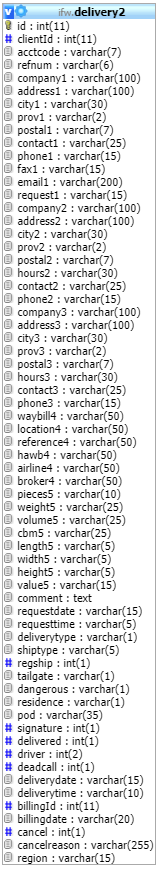 ifw.delivery2
id : int(11)
clientId : int(11)
acctcode : varchar(7)
refnum : varchar(6)
company1 : varchar(100)
address1 : varchar(100)
city1 : varchar(30)
prov1 : varchar(2)
postal1 : varchar(7)
contact1 : varchar(25)
phone1 : varchar(15)
fax1 : varchar(15)
email1 : varchar(200)
request1 : varchar(15)
company2 : varchar(100)
address2 : varchar(100)
city2 : varchar(30)
prov2 : varchar(2)
postal2 : varchar(7)
hours2 : varchar(30)
contact2 : varchar(25)
phone2 : varchar(15)
company3 : varchar(100)
address3 : varchar(100)
city3 : varchar(30)
prov3 : varchar(2)
postal3 : varchar(7)
hours3 : varchar(30)
contact3 : varchar(25)
phone3 : varchar(15)
waybill4 : varchar(50)
location4 : varchar(50)
reference4 : varchar(50)
hawb4 : varchar(50)
airline4 : varchar(50)
broker4 : varchar(50)
pieces5 : varchar(10)
weight5 : varchar(25)
volume5 : varchar(25)
cbm5 : varchar(25)
length5 : varchar(5)
width5 : varchar(5)
height5 : varchar(5)
value5 : varchar(15)
comment : text
requestdate : varchar(15)
requesttime : varchar(5)
deliverytype : varchar(1)
shiptype : varchar(5)
regship : int(1)
tailgate : varchar(1)
dangerous : varchar(1)
residence : varchar(1)
pod : varchar(35)
signature : int(1)
delivered : int(1)
driver : int(2)
deadcall : int(1)
deliverydate : varchar(15)
deliverytime : varchar(10)
billingId : int(11)
billingdate : varchar(20)
cancel : int(1)
cancelreason : varchar(255)
region : varchar(15)